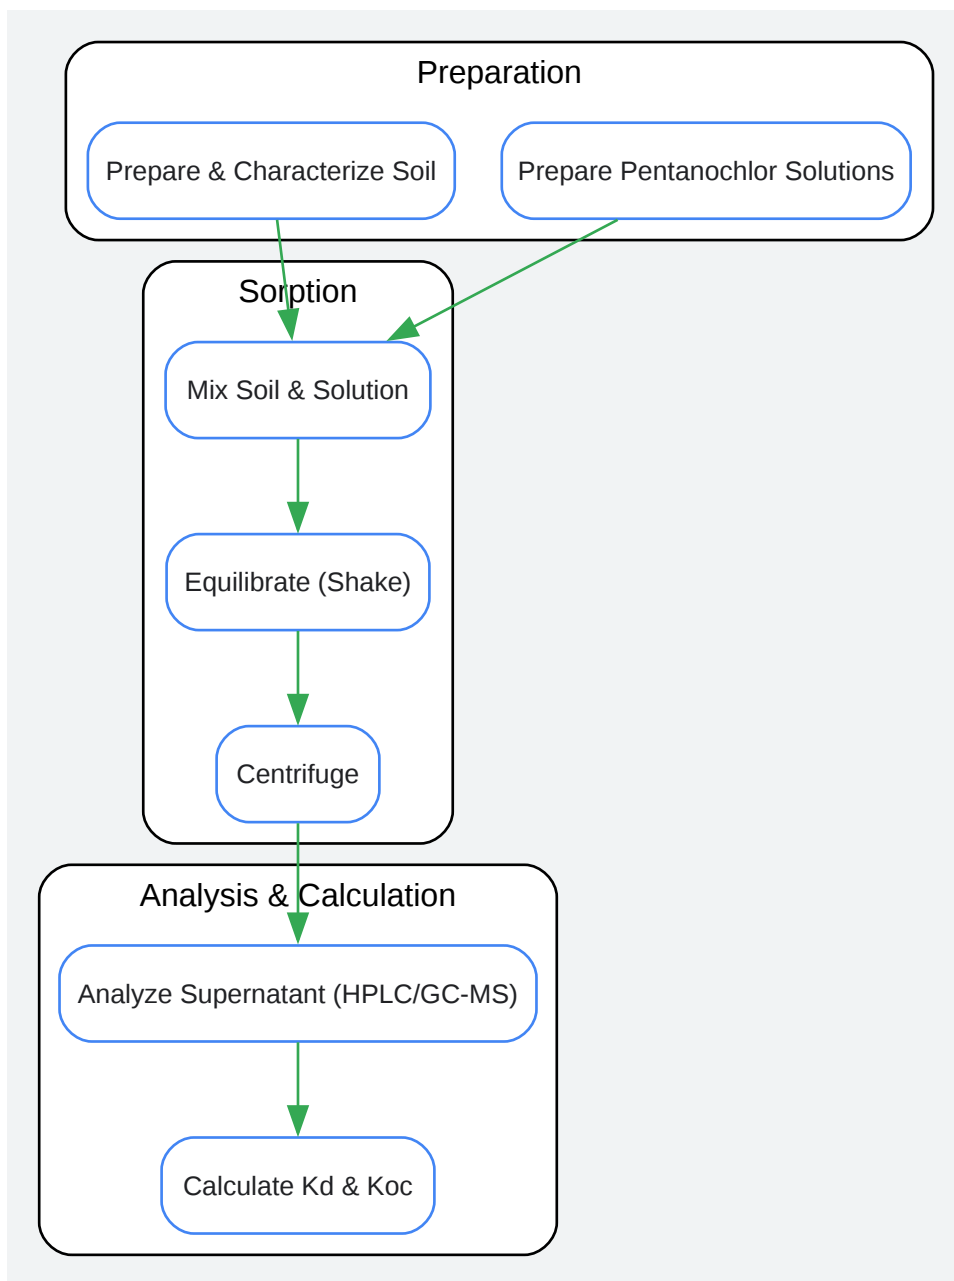 Preparation
Prepare & Characterize Soil
Prepare Pentanochlor Solutions
Sorption
Mix Soil & Solution
Equilibrate (Shake)
Centrifuge
Analysis & Calculation
Analyze Supernatant (HPLC/GC-MS)
Calculate Kd & Koc